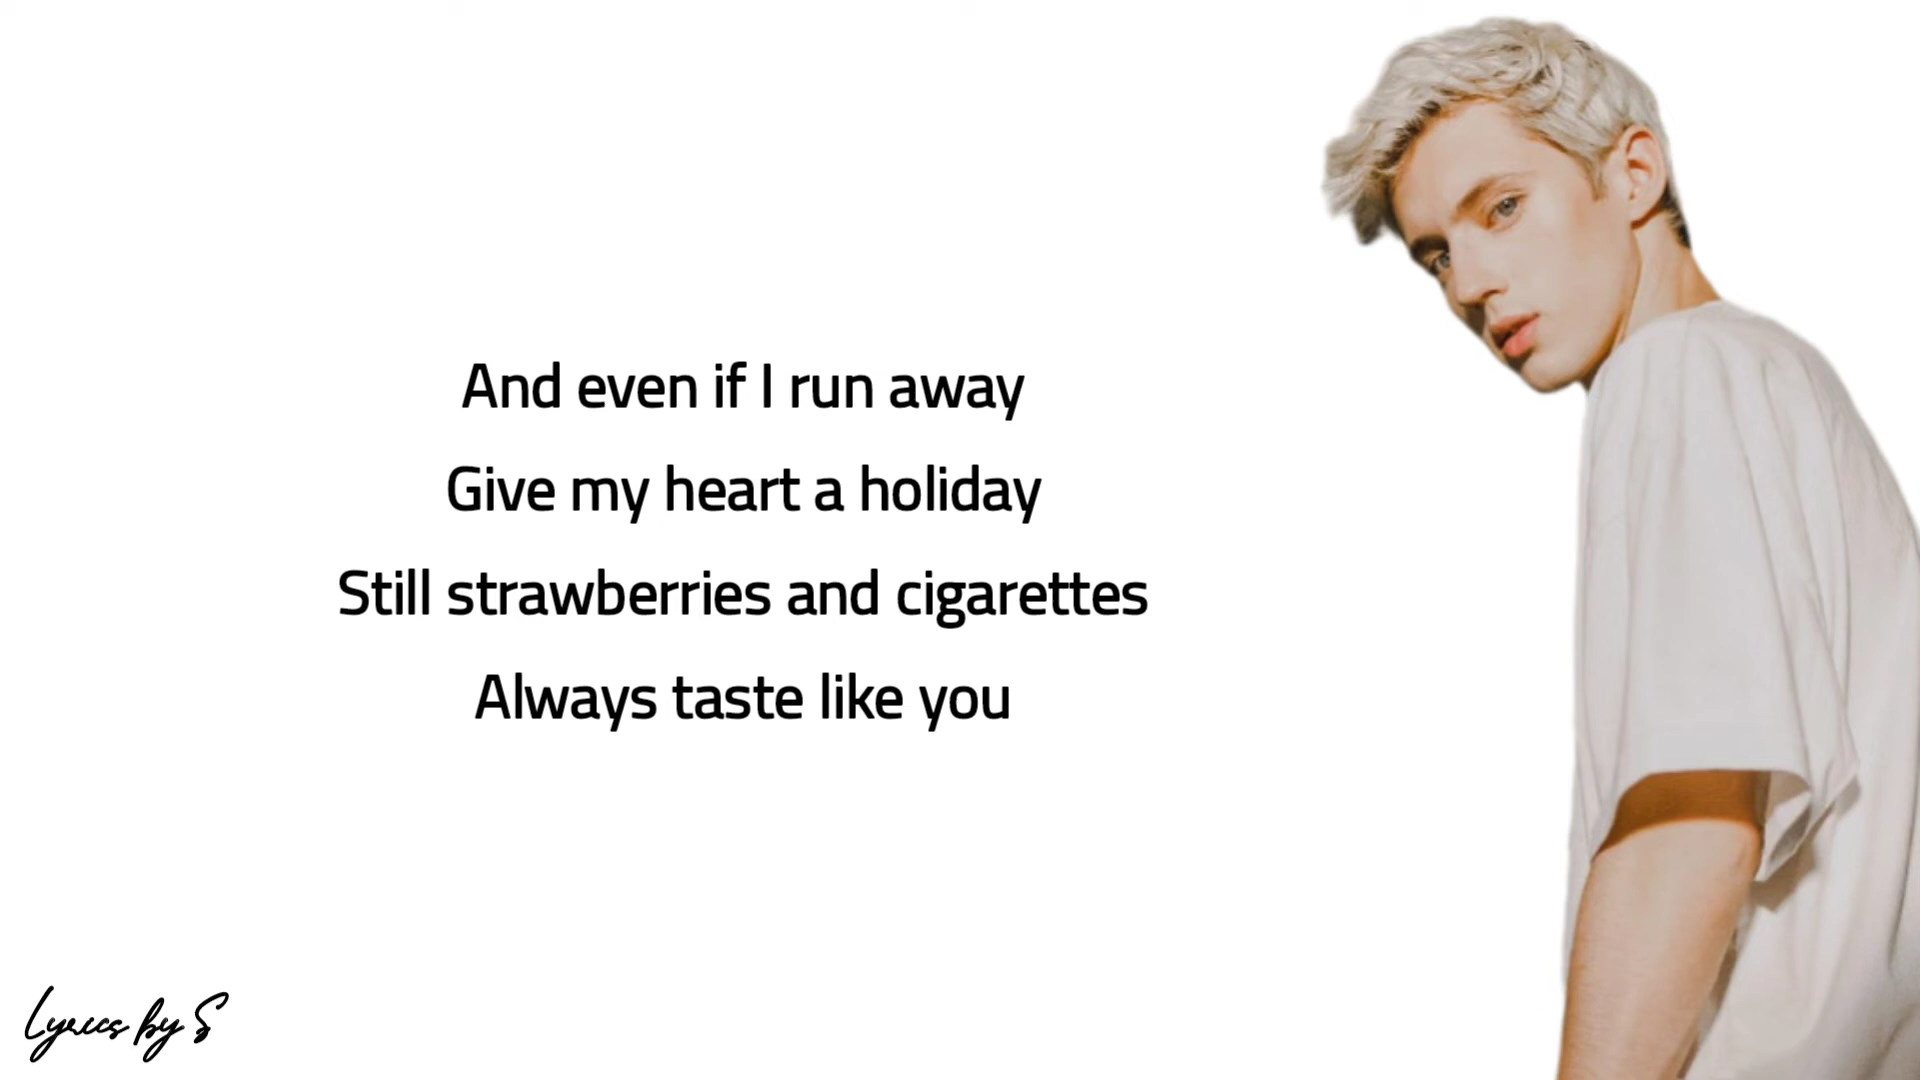 And even if I run away
Give my heart a holiday
Still strawberries and cigarettes
Always taste like you
Lyrics by S